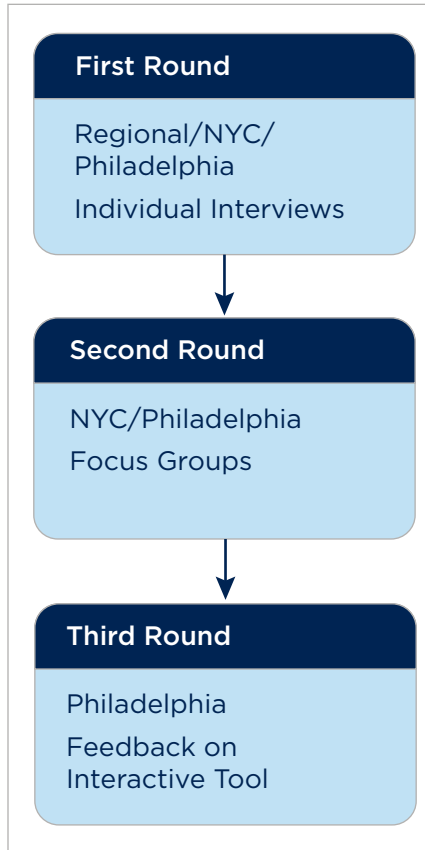 First Round
Regional/NYC/
Philadelphia
Individual Interviews
Second Round
NYC/Philadelphia
Focus Groups
Third Round
Philadelphia
Feedback on
Interactive Tool